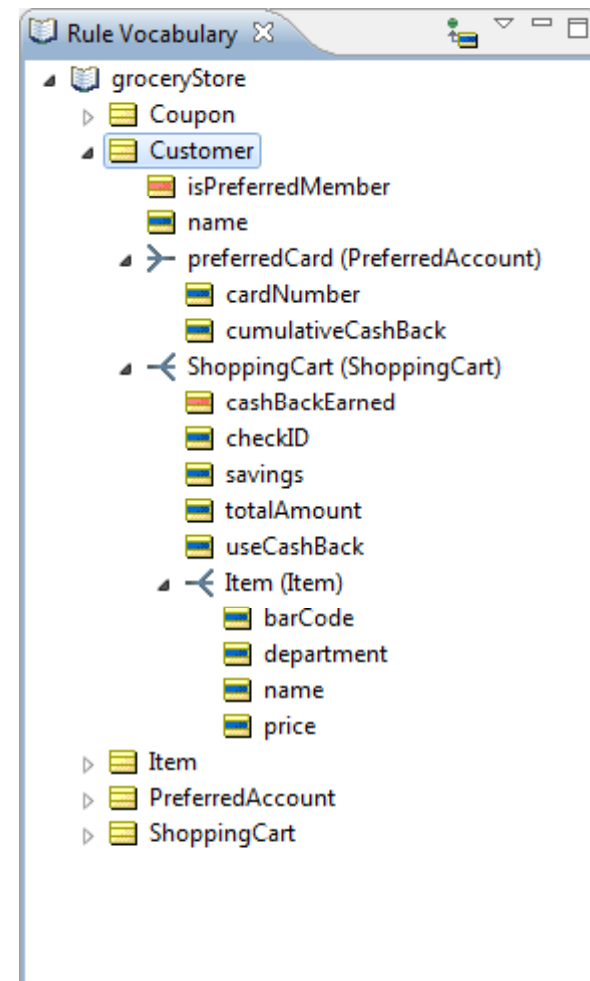 Rule Vocabulary
groceryStore
Coupon
Customer
isPreferredMember
name
preferredCard (PreferredAccount)
cardNumber
cumulativeCashBack
ShoppingCart (ShoppingCart)
cashBackEarned
checkID
savings
totalAmount
useCashBack
Item (Item)
barCode
department
name
price
Item
PreferredAccount
ShoppingCart